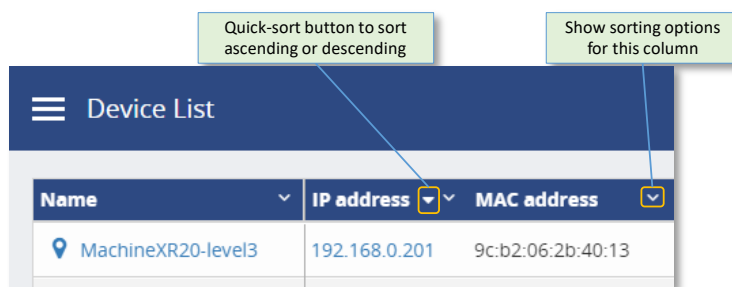 Quick-sort button to sort
ascending or descending
Show sorting options
for this column
Device List
Name IP address MAC address
MachineXR20-level3 192.168.0.201 9c:b2:06:2b:40:13